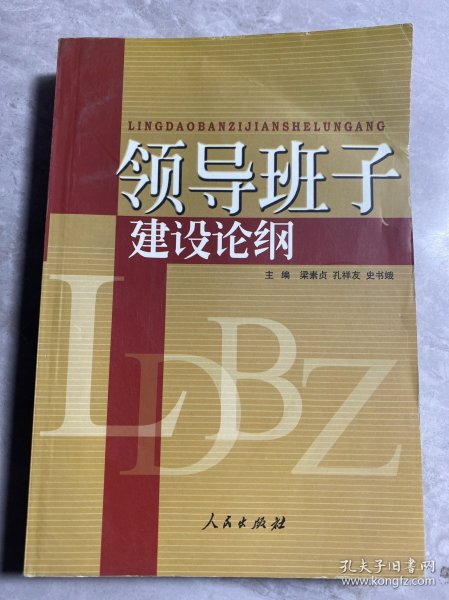 LINGDAOBANZIJIANSHELUNGANG
领导班子
建设论纲
主 编 梁素贞 孔祥友 史书娥
LDBZ
人民出版社
孔夫子旧书网
www.kongfz.com